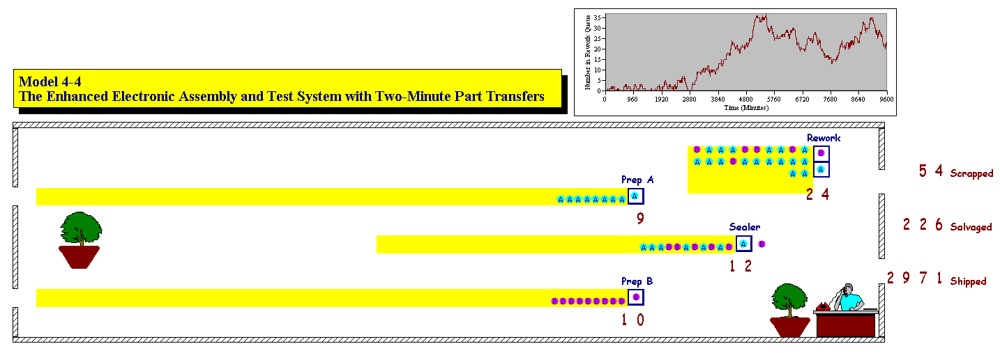 Model 4-4
The Enhanced Electronic Assembly and Test System with Two-Minute Part Transfers
Number in Rework Queue
35
30
25
20
15
10
5
0
0 960 1920 2880 3840 4800 5760 6720 7680 8640 9600
Time (Minutes)
Rework
B A A A B B A A B A B
A A A B A A A A A A A
A A
2 4
5 4 Scrapped
Prep A
A A A A A A A A A
9
Sealer
A A A B B A B A B A B A B
1 2
2 2 6 Salvaged
Prep B
B B B B B B B B B B
1 0
2 9 7 1 Shipped